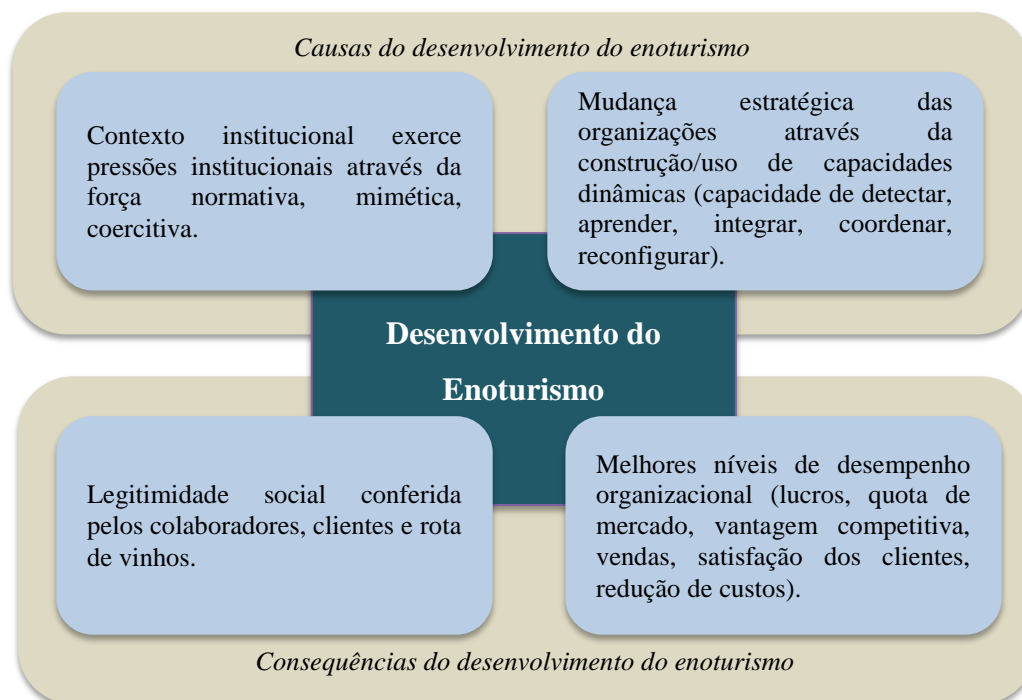 Causas do desenvolvimento do enoturismo
Contexto institucional exerce
pressões institucionais através da
força normativa, mimética,
coercitiva.
Mudança estratégica das
organizações através da
construção/uso de capacidades
dinâmicas (capacidade de detectar,
aprender, integrar, coordenar,
reconfigurar).
Desenvolvimento do
Enoturismo
Legitimidade social conferida
pelos colaboradores, clientes e rota
de vinhos.
Melhores níveis de desempenho
organizacional (lucros, quota de
mercado, vantagem competitiva,
vendas, satisfação dos clientes,
redução de custos).
Consequências do desenvolvimento do enoturismo